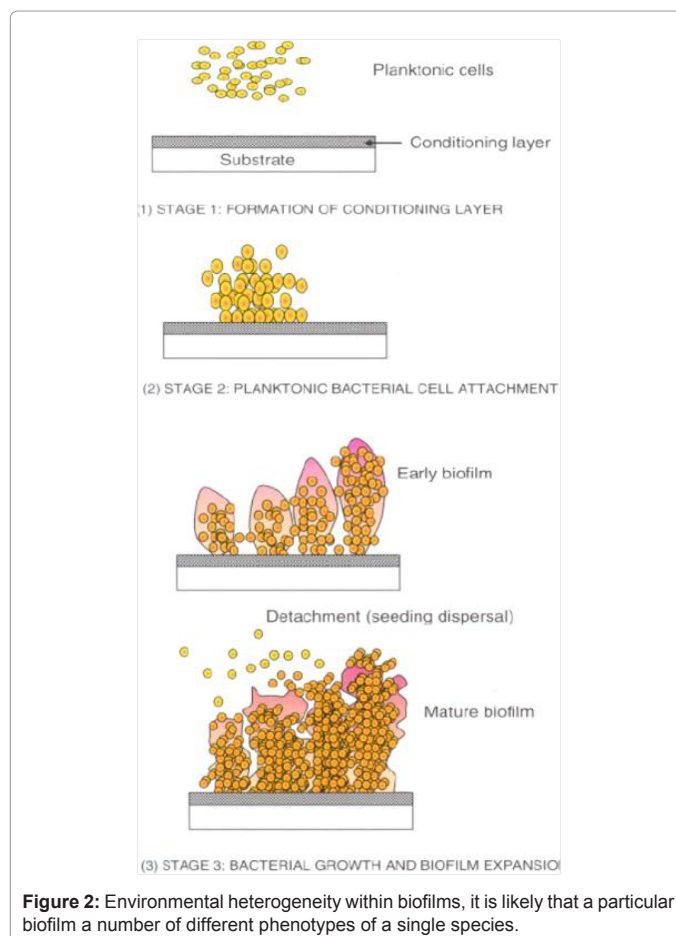 Planktonic cells
Conditioning layer
Substrate
(1) STAGE 1: FORMATION OF CONDITIONING LAYER
(2) STAGE 2: PLANKTONIC BACTERIAL CELL ATTACHMENT
Early biofilm
Detachment (seeding dispersal)
Mature biofilm
(3) STAGE 3: BACTERIAL GROWTH AND BIOFILM EXPANSIO
Figure 2: Environmental heterogeneity within biofilms, it is likely that a particular
biofilm a number of different phenotypes of a single species.